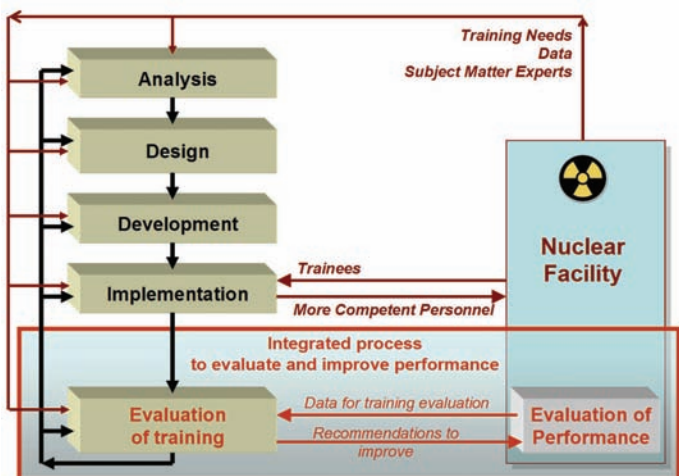 Training Needs
Data
Subject Matter Experts
Analysis
Design
Development
Implementation
Nuclear
Facility
Trainees
More Competent Personnel
Integrated process
to evaluate and improve performance
Evaluation
of training
Data for training evaluation
Recommendations to
improve
Evaluation of
Performance